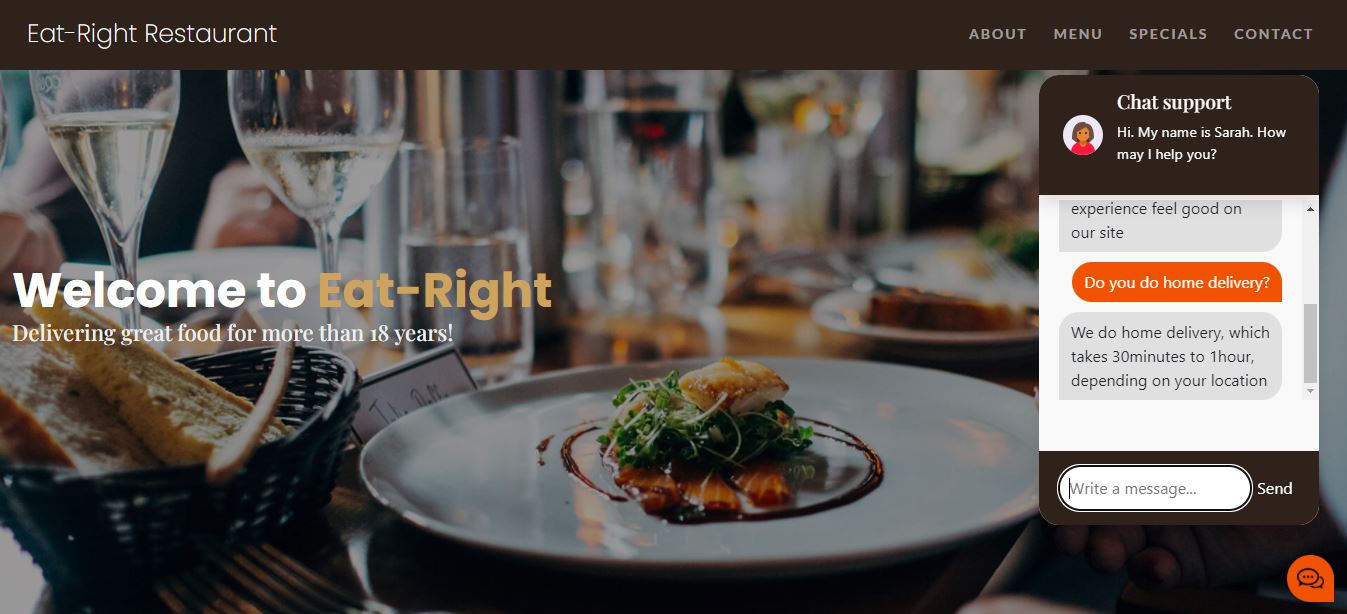 Eat-Right Restaurant
ABOUT MENU SPECIALS CONTACT
Chat support
Hi. My name is Sarah. How
may I help you?
experience feel good on
our site
Do you do home delivery?
We do home delivery, which
takes 30minutes to 1hour,
depending on your location
Write a message...
Send
Welcome to Eat-Right
Delivering great food for more than 18 years!